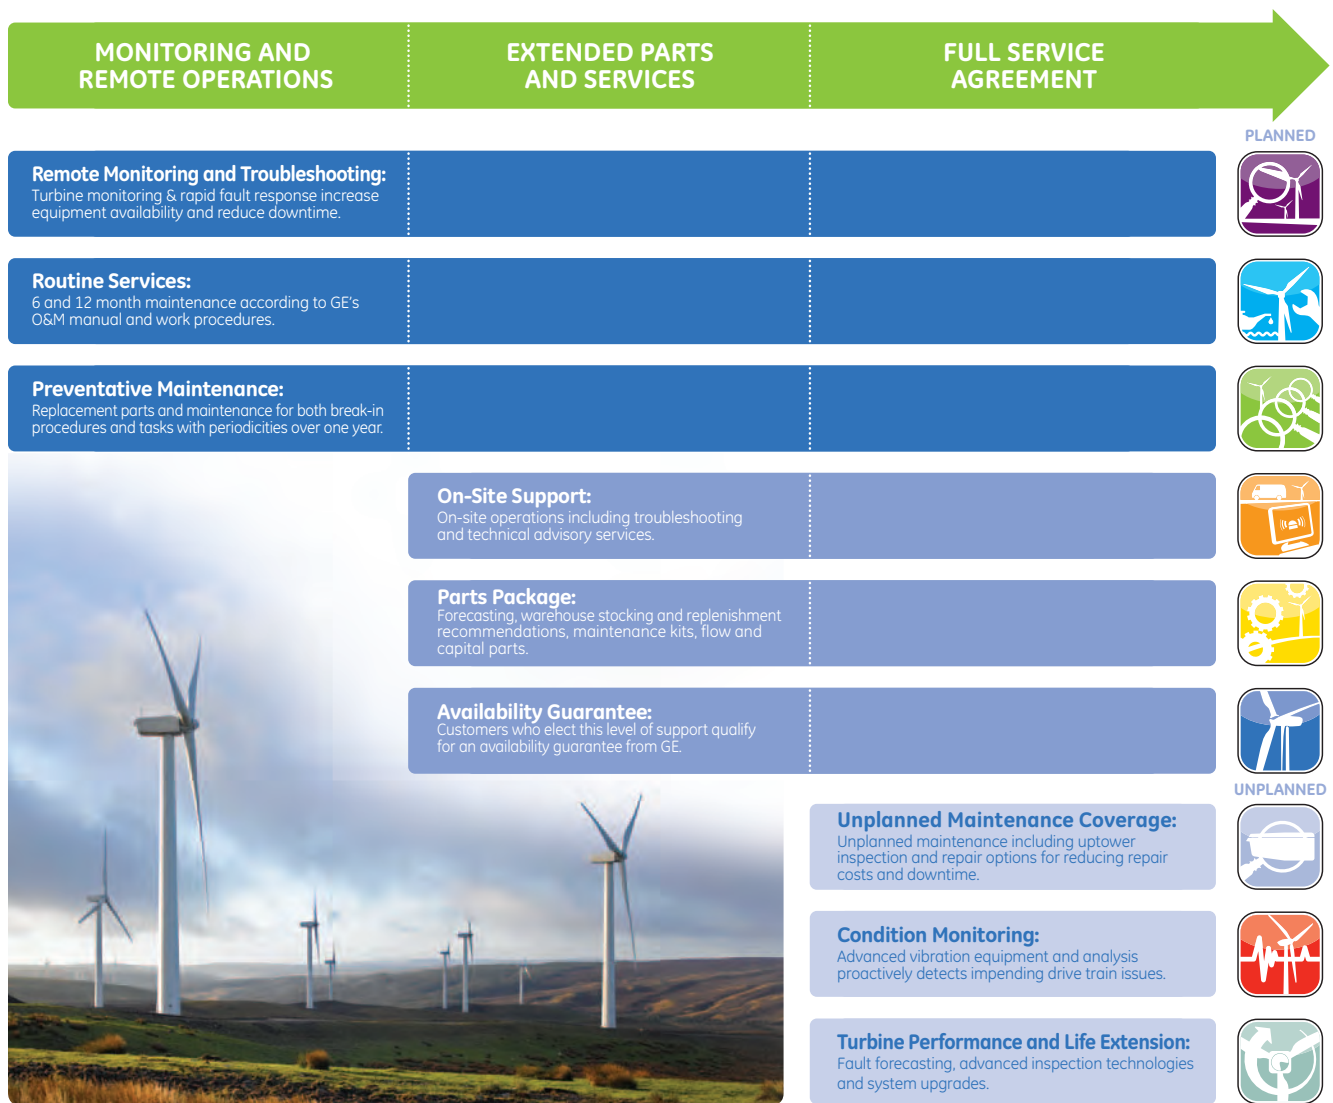 MONITORING AND
REMOTE OPERATIONS
EXTENDED PARTS
AND SERVICES
FULL SERVICE
AGREEMENT
PLANNED
Remote Monitoring and Troubleshooting:
Turbine monitoring & rapid fault response increase
equipment availability and reduce downtime.
Routine Services:
6 and 12 month maintenance according to GE's
O&M manual and work procedures.
Preventative Maintenance:
Replacement parts and maintenance for both break-in
procedures and tasks with periodicities over one year.
On-Site Support:
On-site operations including troubleshooting
and technical advisory services.
Parts Package:
Forecasting, warehouse stocking and replenishment
recommendations, maintenance kits, flow and
capital parts.
Availability Guarantee:
Customers who elect this level of support qualify
for an availability guarantee from GE.
UNPLANNED
Unplanned Maintenance Coverage:
Unplanned maintenance including uptower
inspection and repair options for reducing repair
costs and downtime.
Condition Monitoring:
Advanced vibration equipment and analysis
proactively detects impending drive train issues.
Turbine Performance and Life Extension:
Fault forecasting, advanced inspection technologies
and system upgrades.